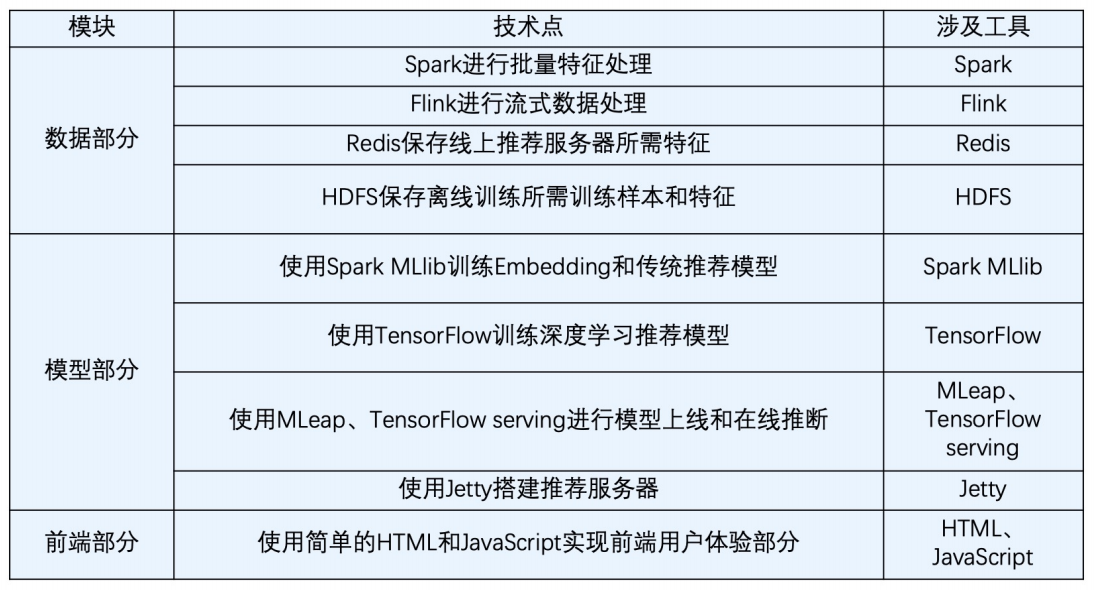 模块 技术点 涉及工具
数据部分
Spark进行批量特征处理 Spark
Flink进行流式数据处理 Flink
Redis保存线上推荐服务器所需特征 Redis
HDFS保存离线训练所需训练样本和特征 HDFS
模型部分
使用Spark MLlib训练Embedding和传统推荐模型 Spark MLlib
使用TensorFlow训练深度学习推荐模型 TensorFlow
使用MLeap、TensorFlow serving进行模型上线和在线推断
MLeap、
TensorFlow
serving
使用Jetty搭建推荐服务器 Jetty
前端部分
使用简单的HTML和JavaScript实现前端用户体验部分
HTML、
JavaScript